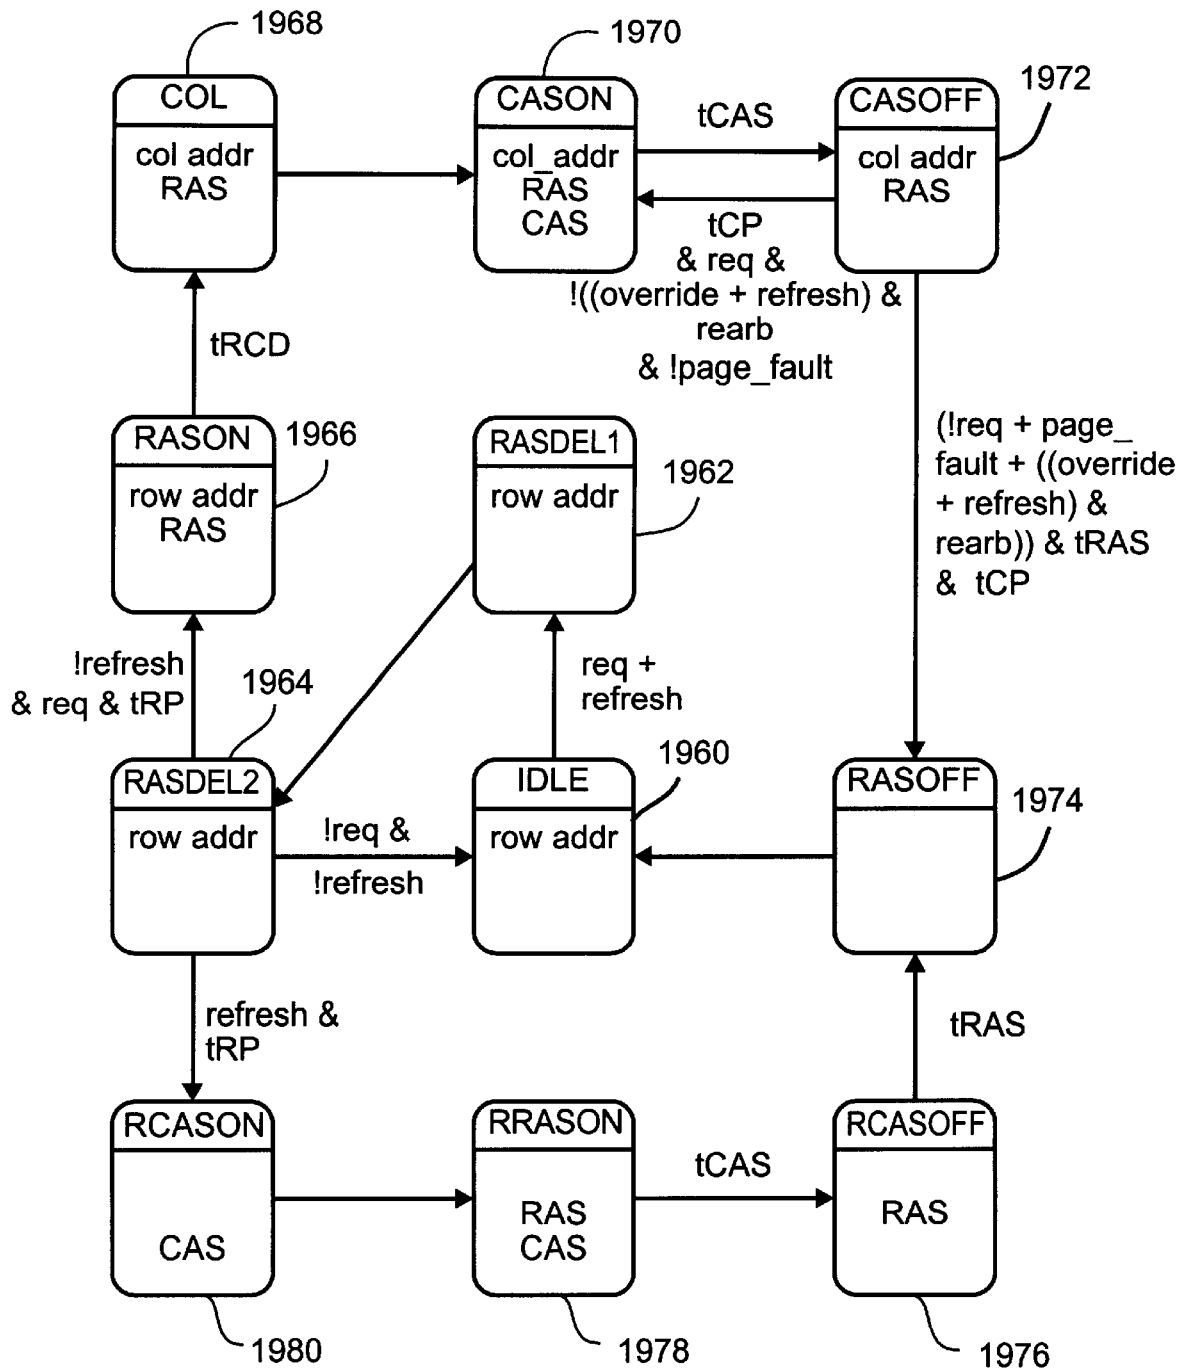 1968
1970
1972
COL
col addr
RAS
CASON
col_addr
RAS
CAS
tCAS
CASOFF
col addr
RAS
tCP
& req &
!((override + refresh) &
rearb
& !page_fault
tRCD
RASON
row addr
RAS
1966
RASDEL1
row addr
1962
(!req + page_
fault + ((override
+ refresh) &
rearb)) & tRAS
& tCP
!refresh
& req & tRP
1964
req +
refresh
RASDEL2
row addr
!req &
!refresh
IDLE
row addr
1960
RASOFF
1974
refresh &
tRP
tRAS
RCASON
CAS
RRASON
RAS
CAS
tCAS
RCASOFF
RAS
1980
1978
1976